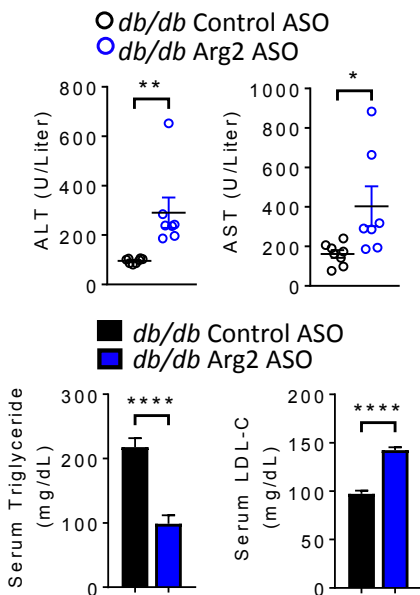 db/db Control ASO
db/db Arg2 ASO
**
ALT (U/Liter)
800
600
400
200
0
*
AST (U/Liter)
1000
800
600
400
200
0
db/db Control ASO
db/db Arg2 ASO
****
Serum Triglyceride
(mg/dL)
300
200
100
0
****
Serum LDL-C
(mg/dL)
200
150
100
50
0